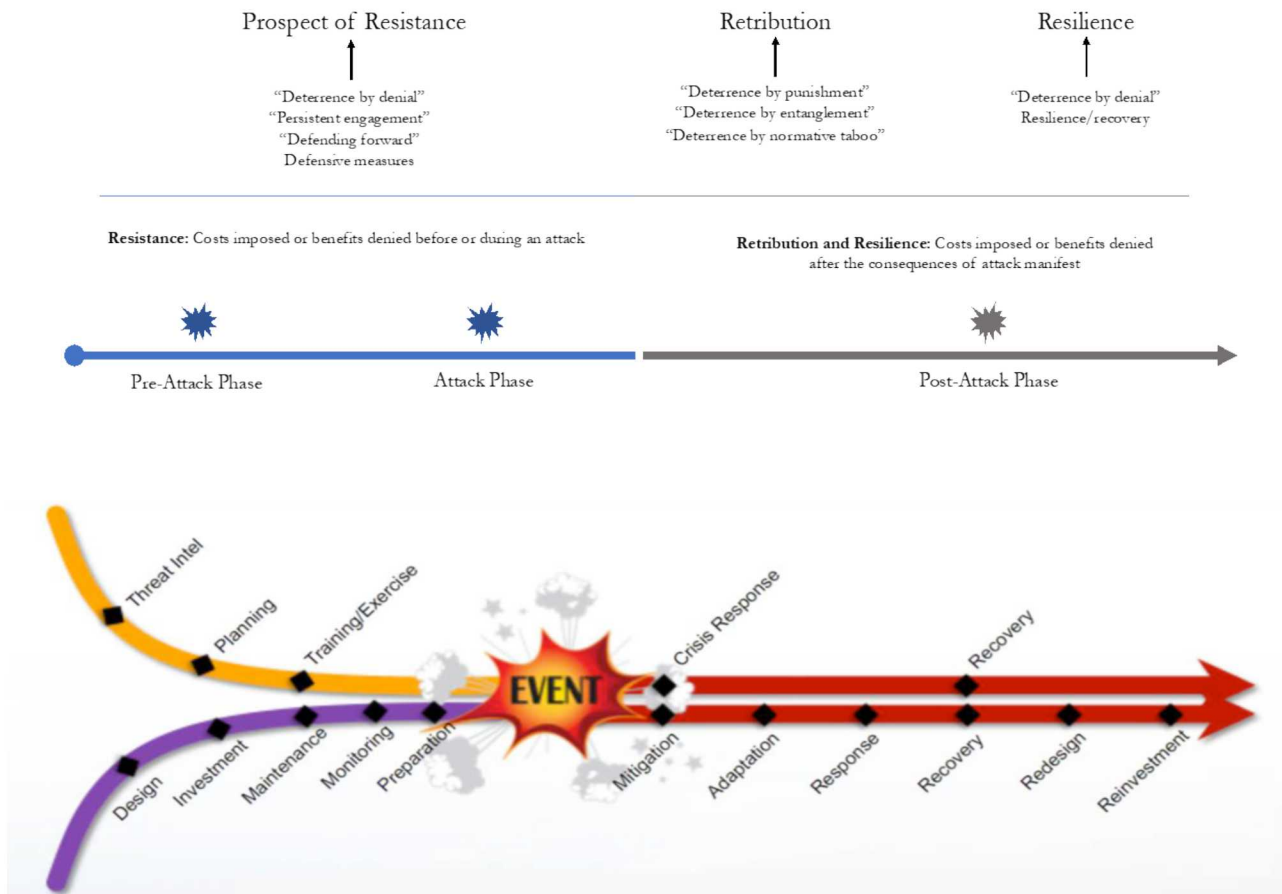 Prospect of Resistance
Retribution
Resilience
“Deterrence by denial”
“Persistent engagement”
“Defending forward”
Defensive measures
“Deterrence by punishment”
“Deterrence by entanglement”
“Deterrence by normative taboo”
“Deterrence by denial”
Resilience/recovery
Resistance: Costs imposed or benefits denied before or during an attack
Retribution and Resilience: Costs imposed or benefits denied
after the consequences of attack manifest
Pre-Attack Phase
Attack Phase
Post-Attack Phase
Threat Intel
Planning
Training/Exercise
EVENT
Crisis Response
Recovery
Design
Investment
Maintenance
Monitoring
Preparation
Mitigation
Adaptation
Response
Recovery
Redesign
Reinvestment